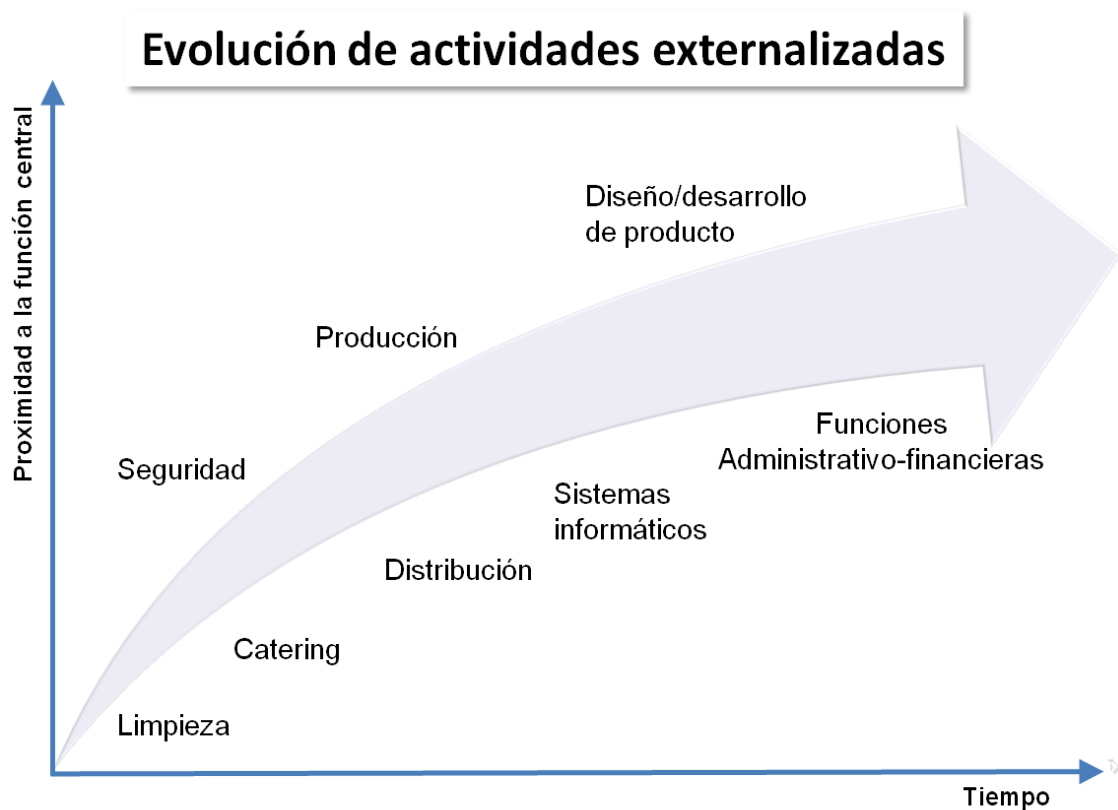 Evolución de actividades externalizadas
Proximidad a la función central
Diseño/desarrollo
de producto
Producción
Funciones
Administrativo-financieras
Seguridad
Sistemas
informáticos
Distribución
Catering
Limpieza
Tiempo